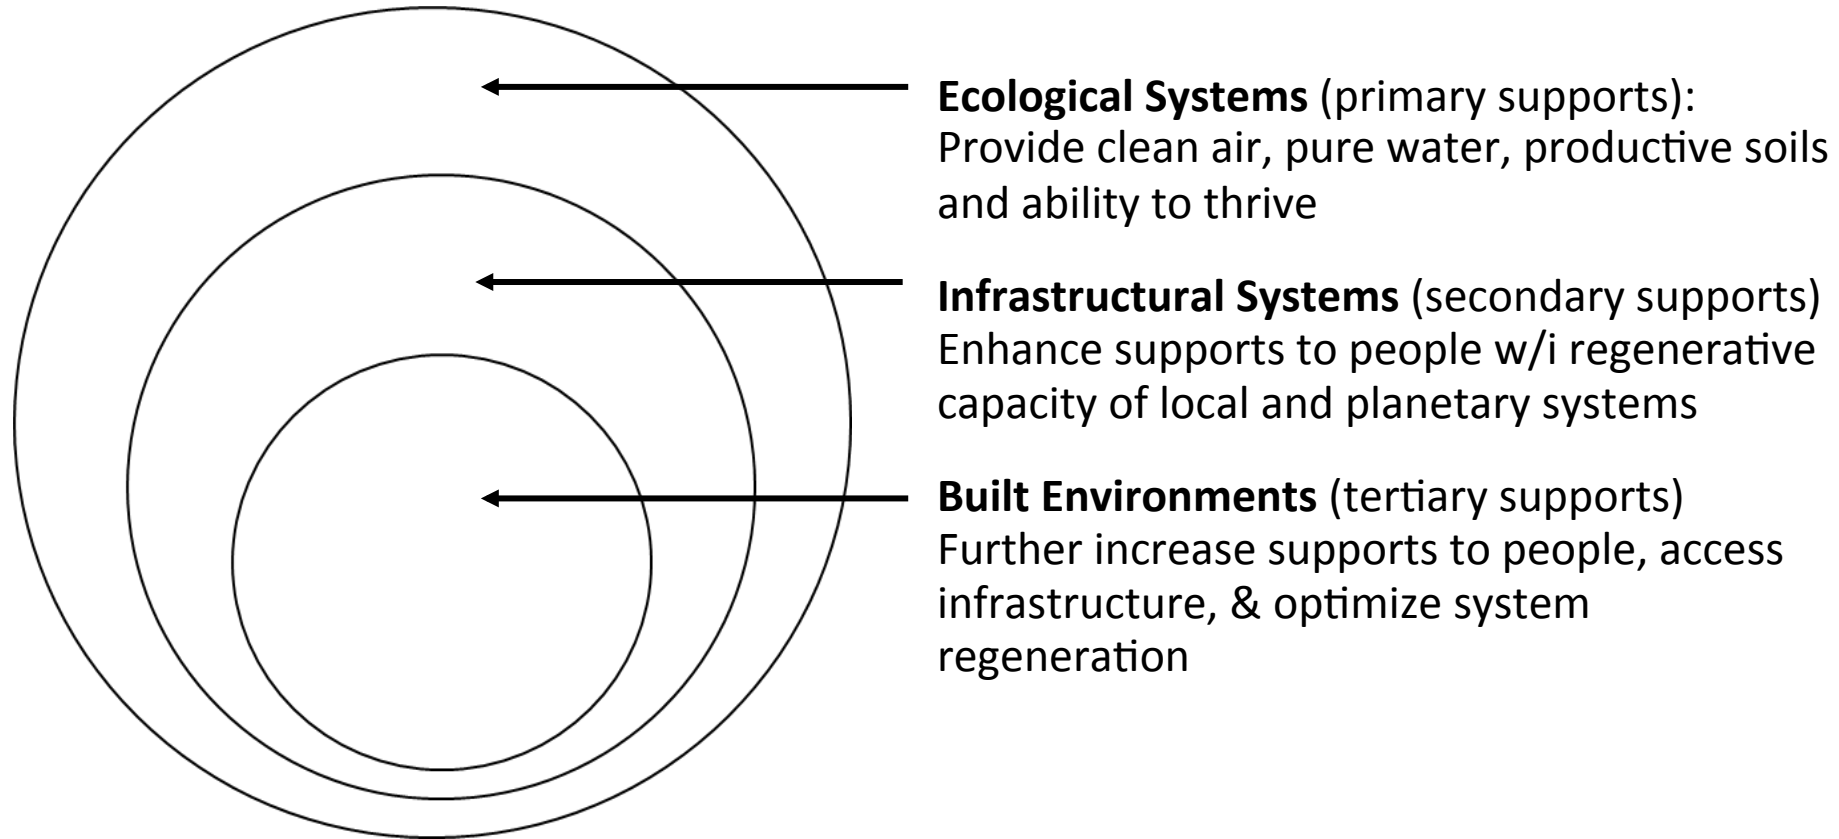 Ecological Systems (primary supports):
Provide clean air, pure water, productive soils
and ability to thrive
Infrastructural Systems (secondary supports)
Enhance supports to people w/i regenerative
capacity of local and planetary systems
Built Environments (tertiary supports)
Further increase supports to people, access
infrastructure, & optimize system
regeneration